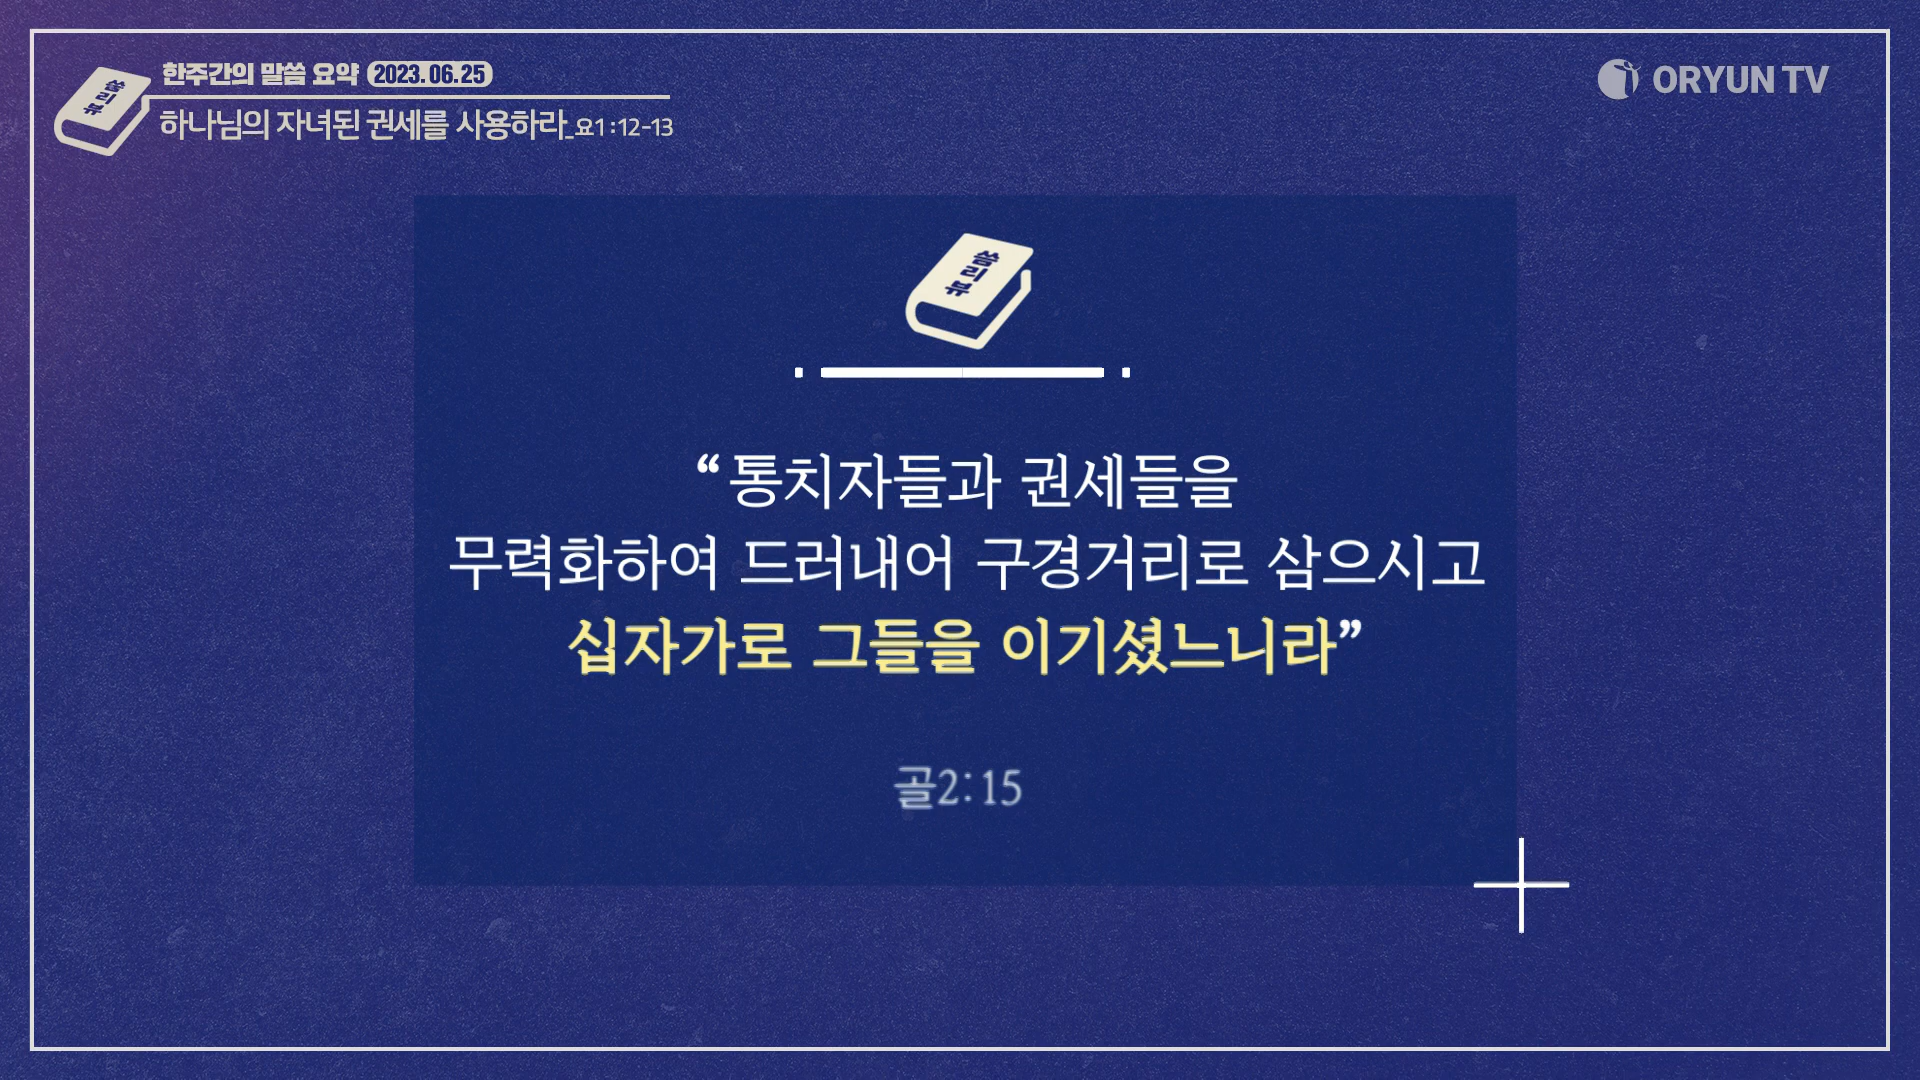 한주간의 말씀 요약 2023.06.25
하나님의 자녀된 권세를 사용하라_요1:12-13
씀리뷰
ORYUN TV
씀리뷰
“통치자들과 권세들을
무력화하여 드러내어 구경거리로 삼으시고
십자가로 그들을 이기셨느니라”
골2:15